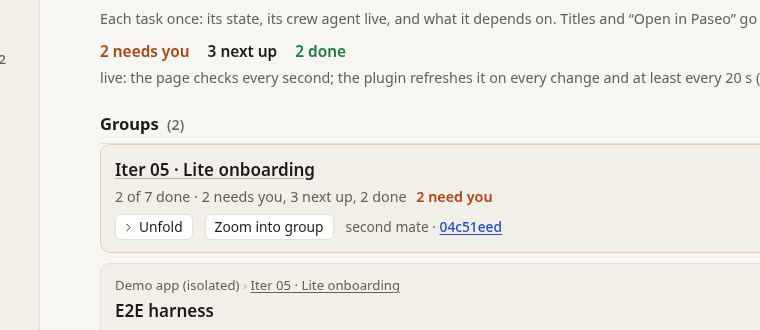 Each task once: its state, its crew agent live, and what it depends on. Titles and “Open in Paseo” go
2 needs you 3 next up 2 done
2
live: the page checks every second; the plugin refreshes it on every change and at least every 20 s (
Groups (2)
Iter 05 · Lite onboarding
2 of 7 done · 2 needs you, 3 next up, 2 done 2 need you
› Unfold Zoom into group second mate · 04c51eed
Demo app (isolated) › Iter 05 · Lite onboarding
E2E harness